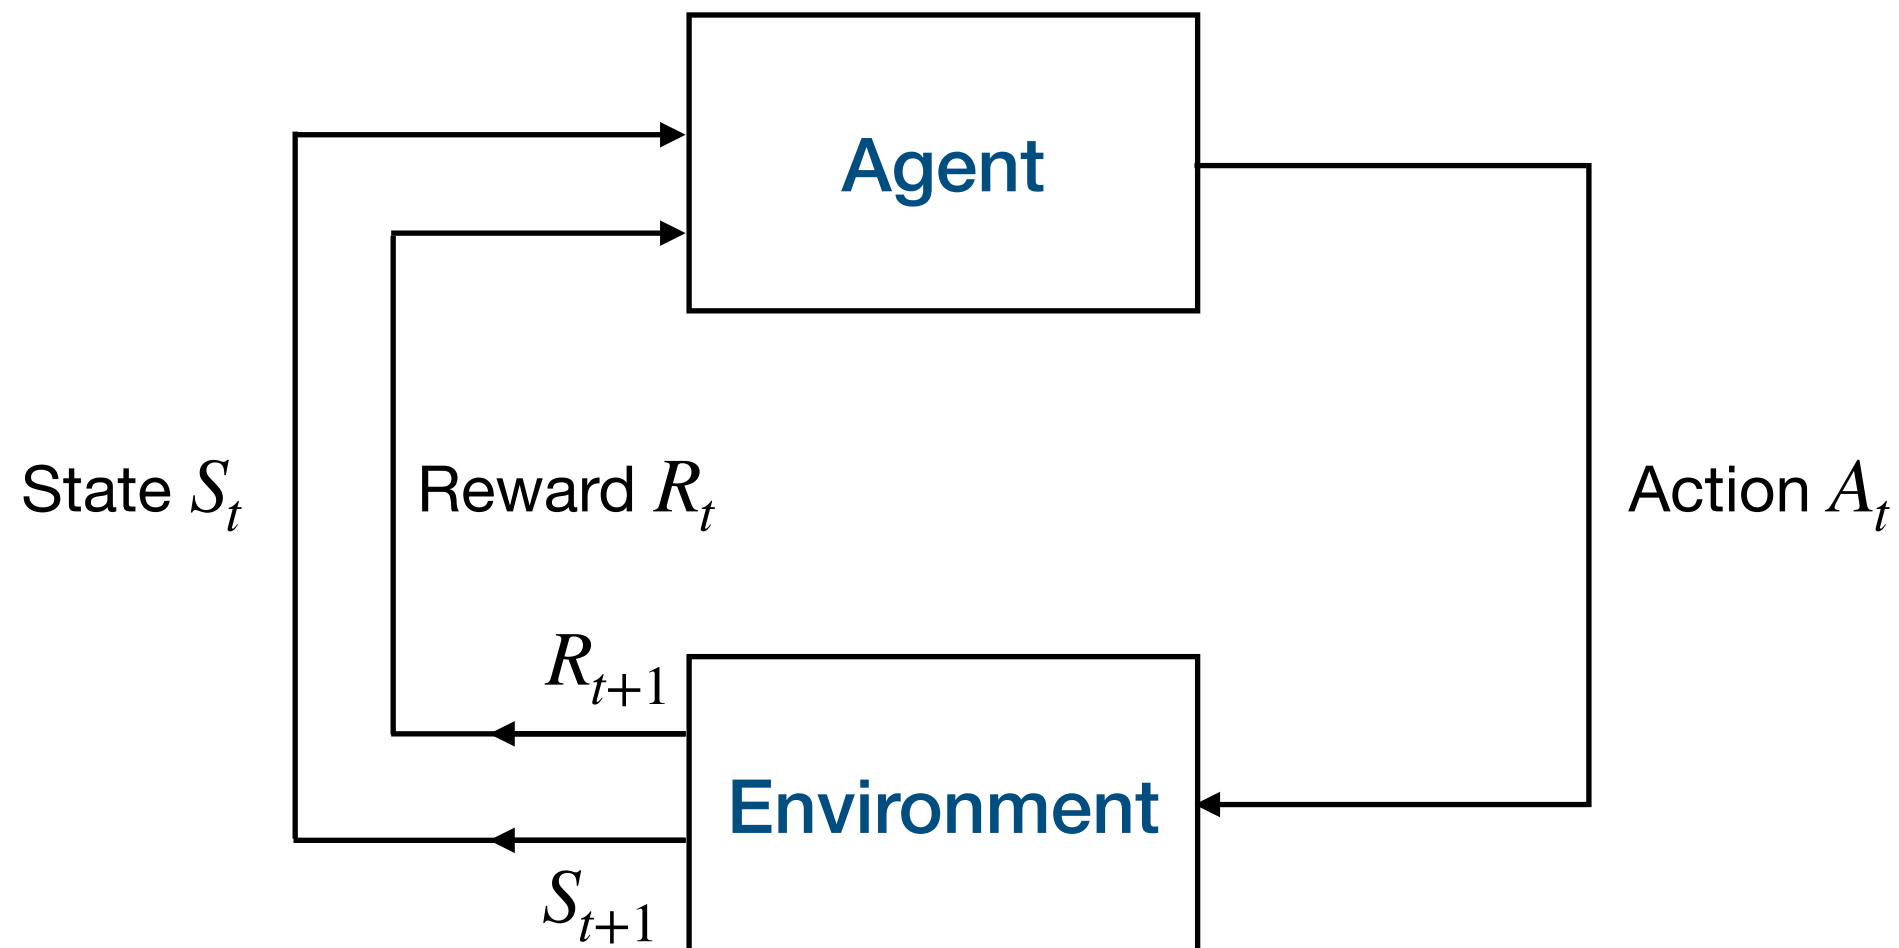 Agent
State S_t
Reward R_t
Action A_t
R_{t+1}
Environment
S_{t+1}